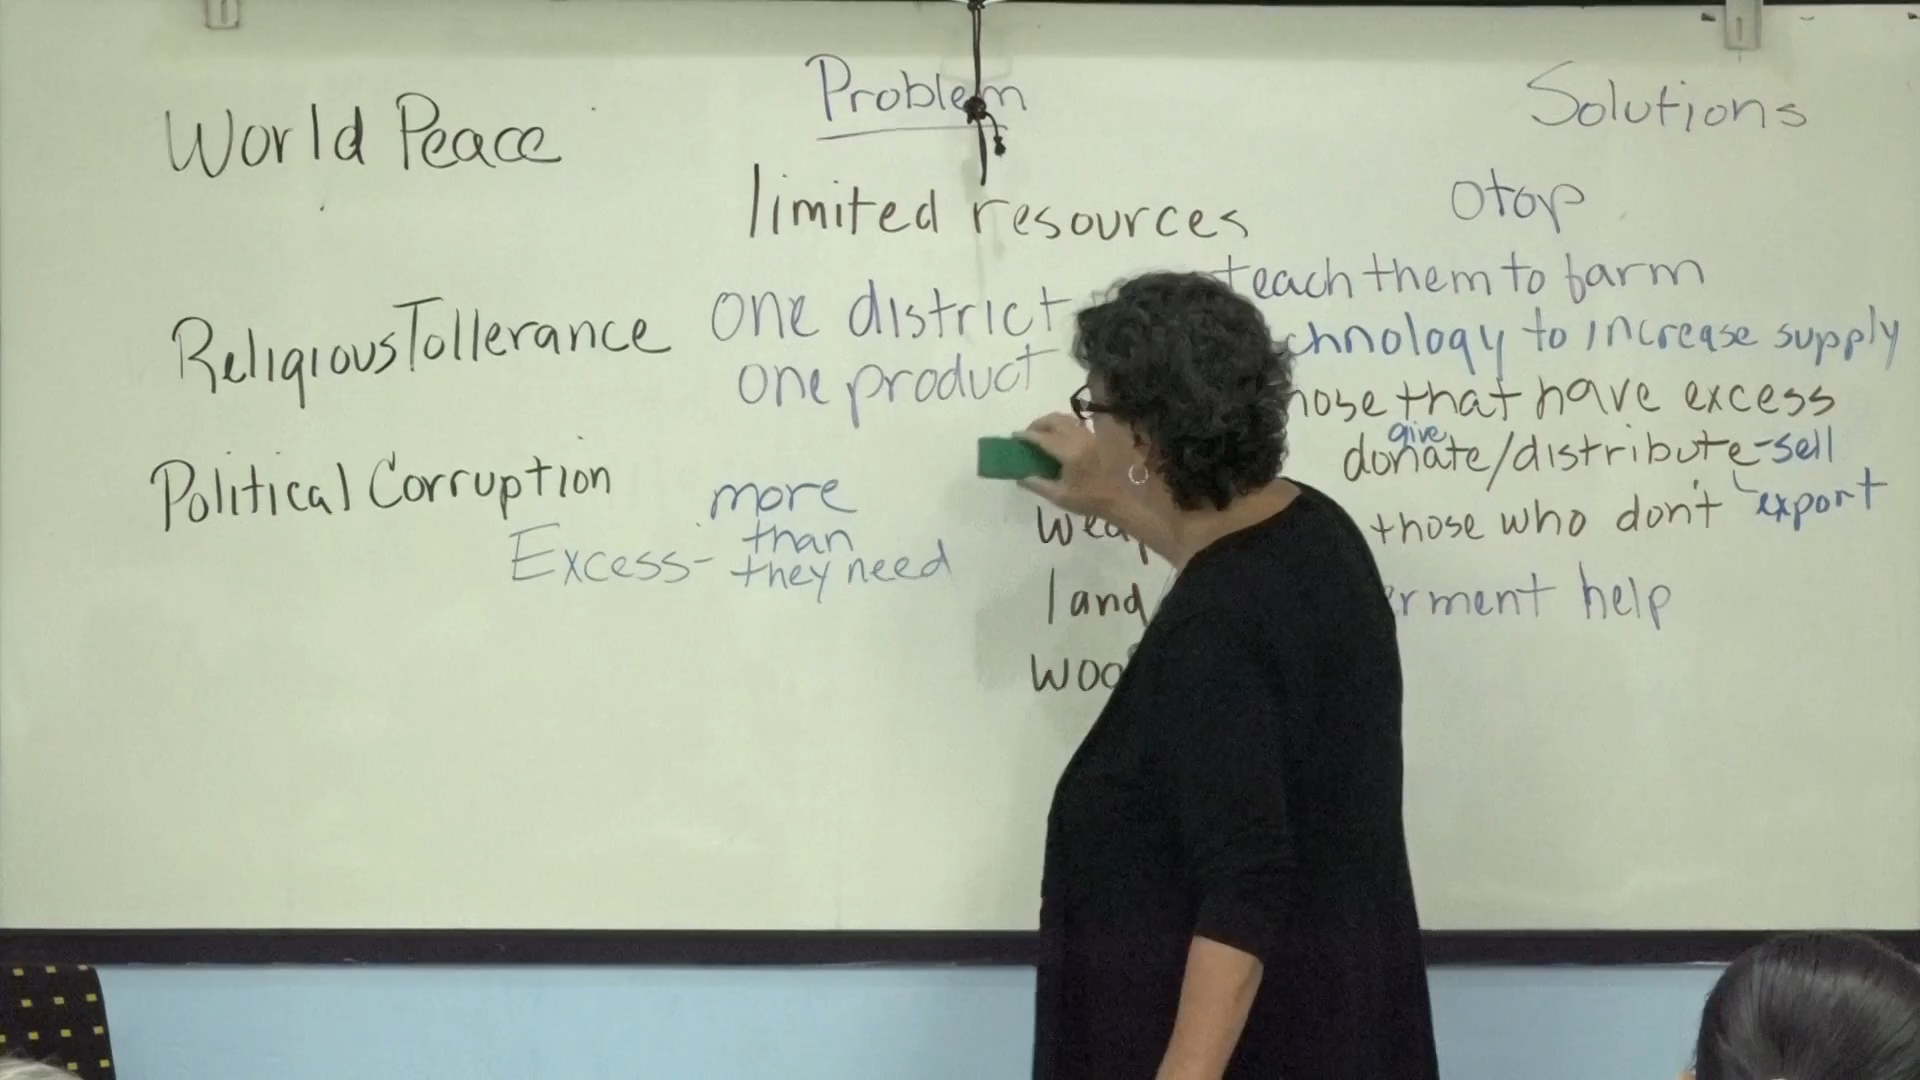 World Peace
Religious Tollerance
Political Corruption
Excess- more
than
they need
Problem
limited resources
one district
one product
land
Solutions
otop
teach them to farm
to increase supply
that have excess
give
donate/distribute-sell
export
those who don't
help